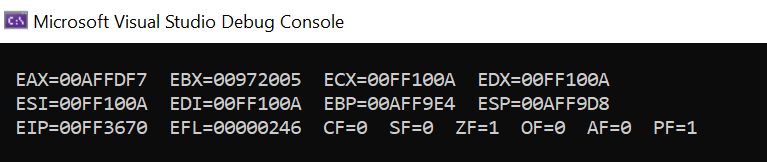 C:\ Microsoft Visual Studio Debug Console
EAX=00AFFDF7  EBX=00972005  ECX=00FF100A  EDX=00FF100A
ESI=00FF100A  EDI=00FF100A  EBP=00AFF9E4  ESP=00AFF9D8
EIP=00FF3670  EFL=00000246  CF=0  SF=0  ZF=1  OF=0  AF=0  PF=1